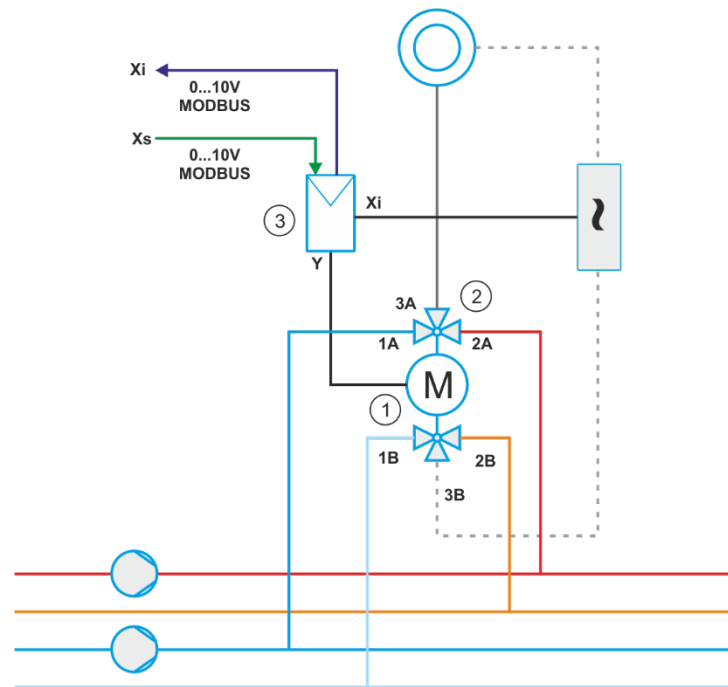 Xi
0...10V
MODBUS
Xs
0...10V
MODBUS
3
Xi
~
Y
3A
2
1A
2A
M
1
1B
2B
3B